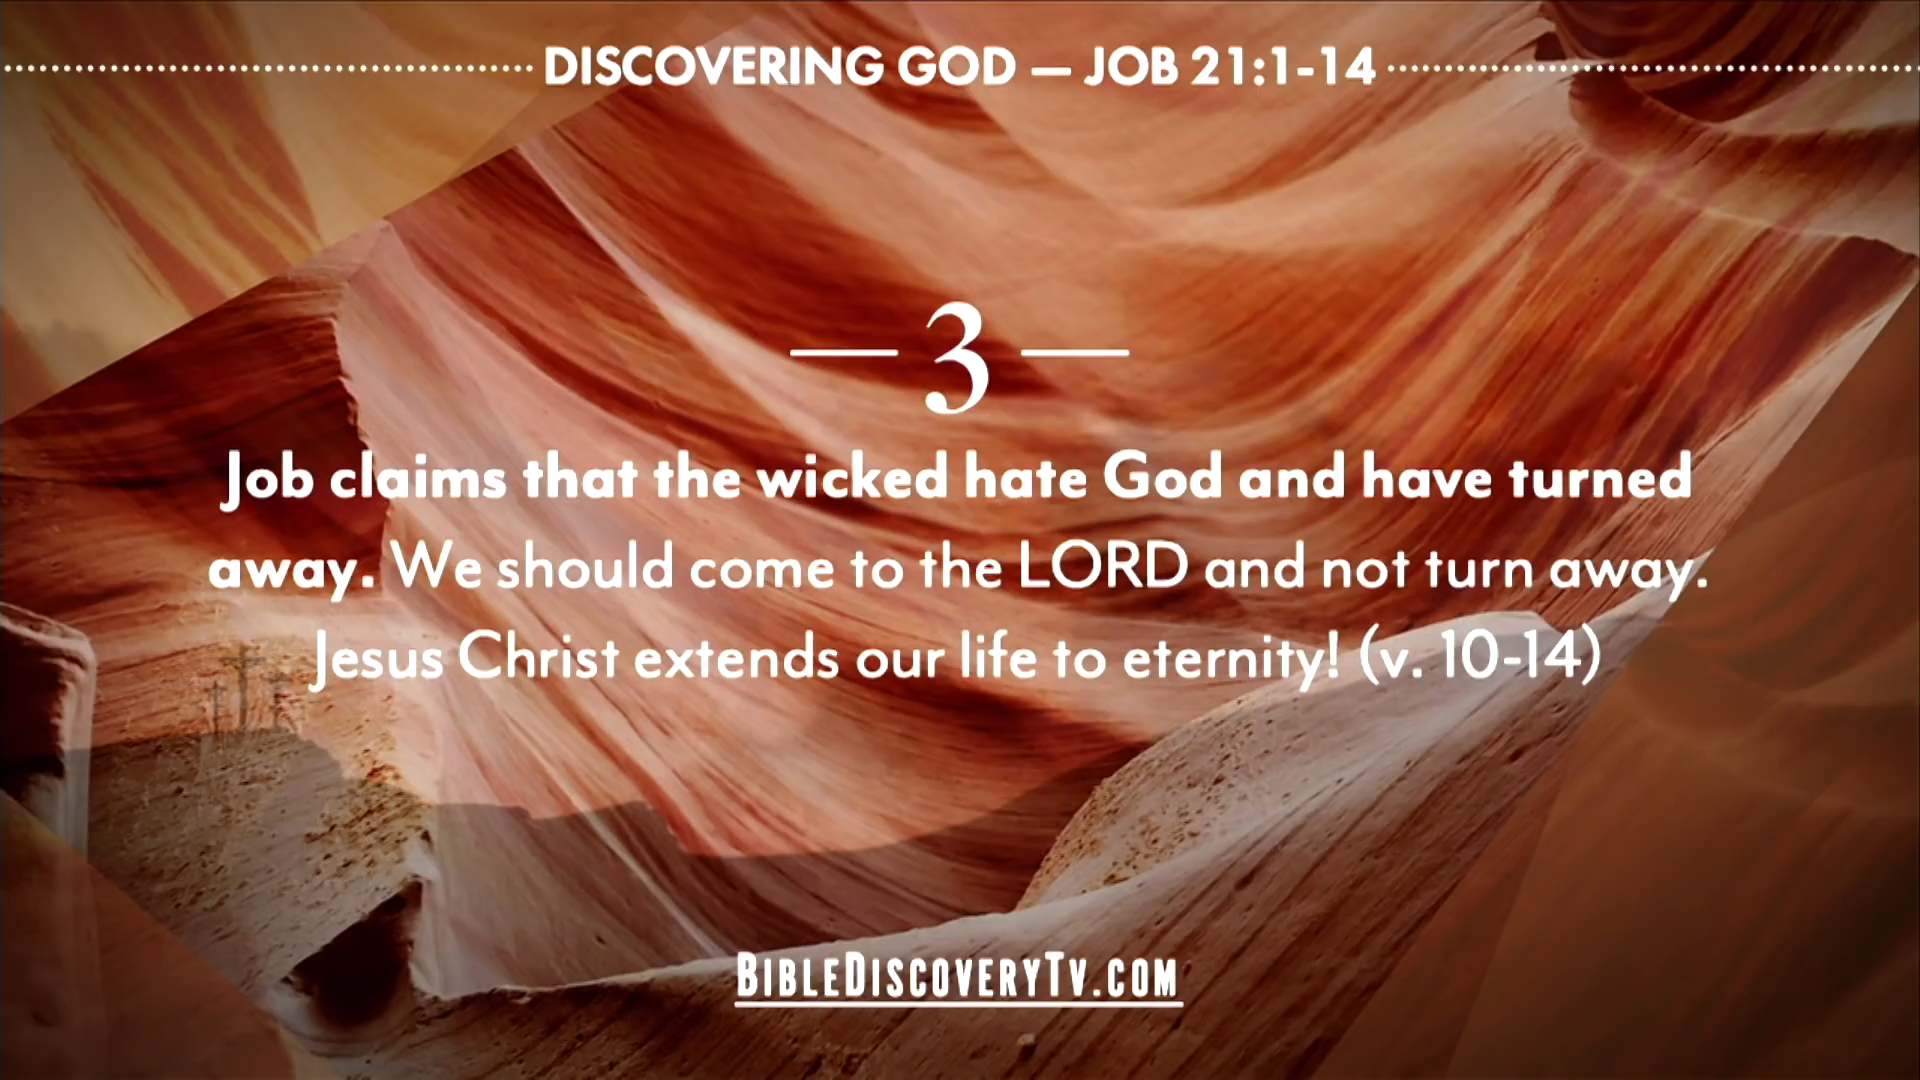 DISCOVERING GOD — JOB 21:1-14
— 3 —
Job claims that the wicked hate God and have turned
away. We should come to the LORD and not turn away.
Jesus Christ extends our life to eternity! (v. 10-14)
BIBLEDISCOVERYTV.COM